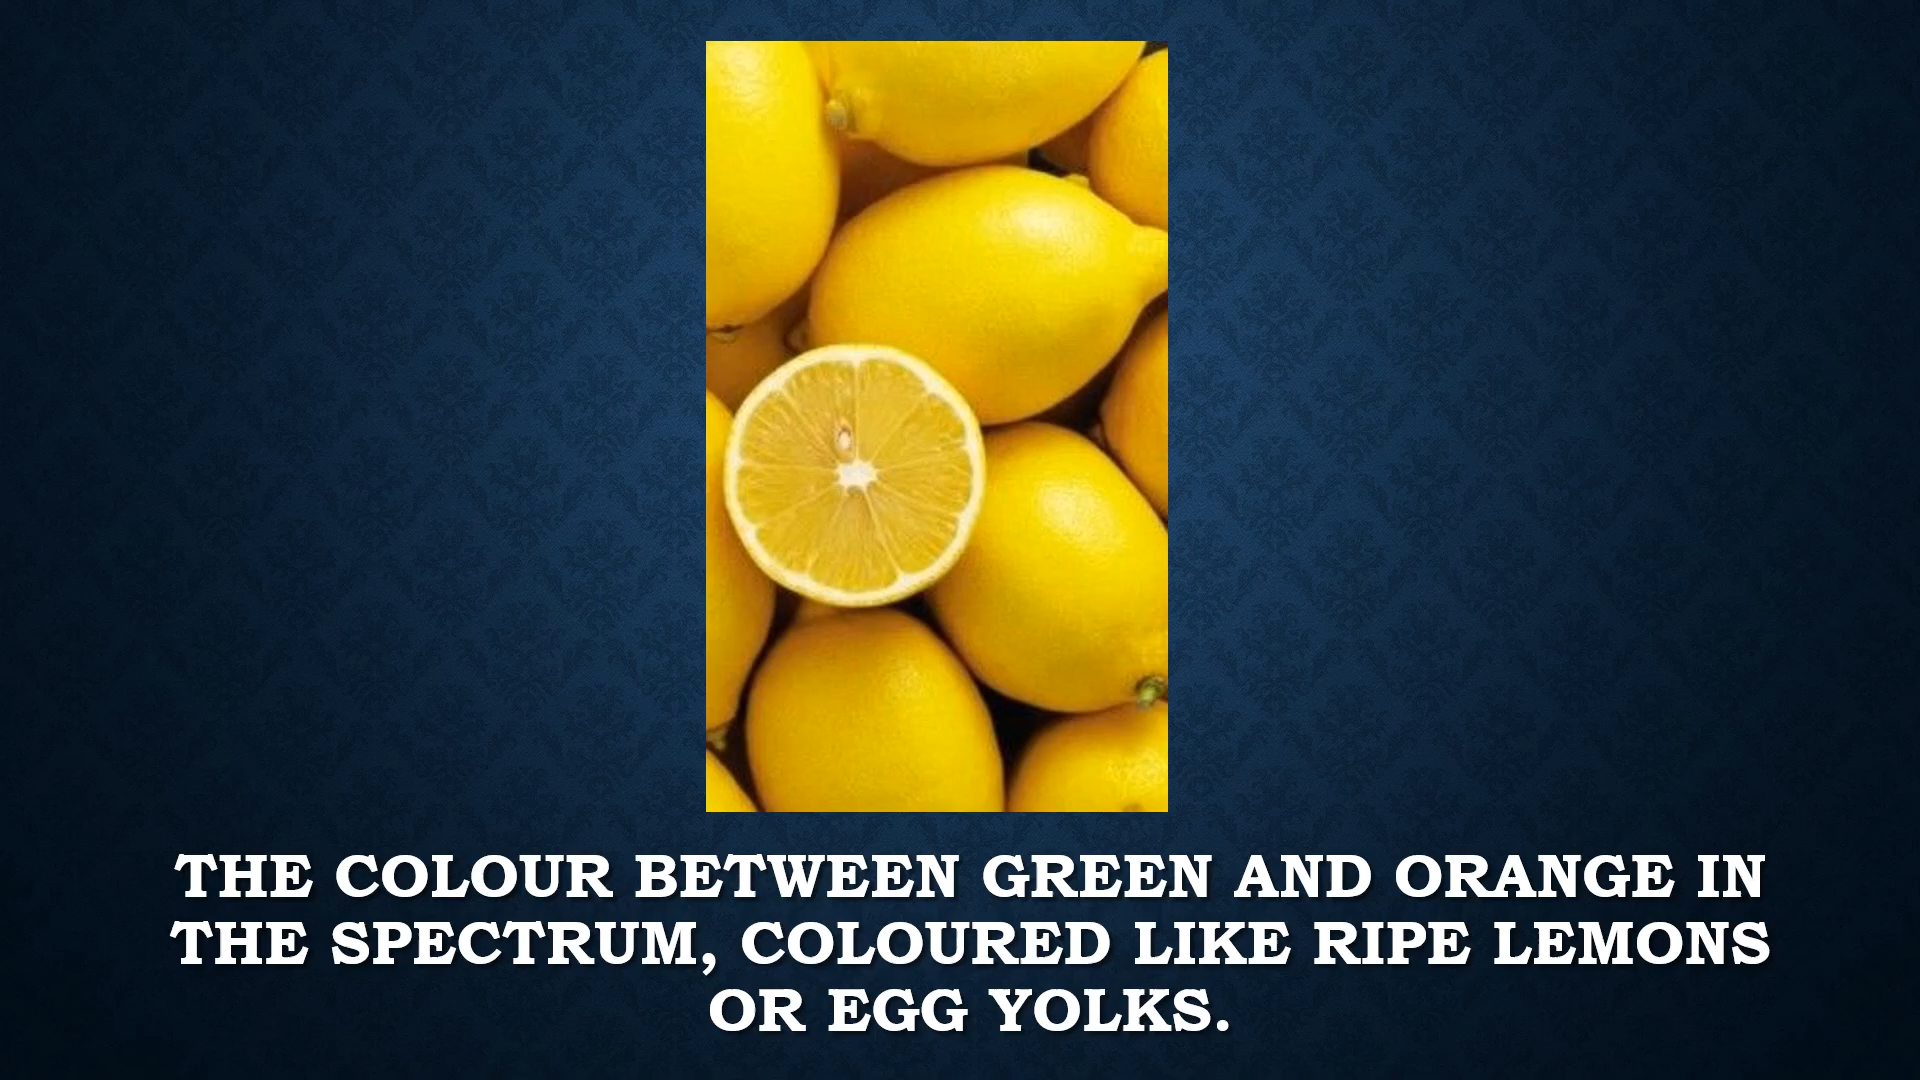 THE COLOUR BETWEEN GREEN AND ORANGE IN
THE SPECTRUM, COLOURED LIKE RIPE LEMONS
OR EGG YOLKS.